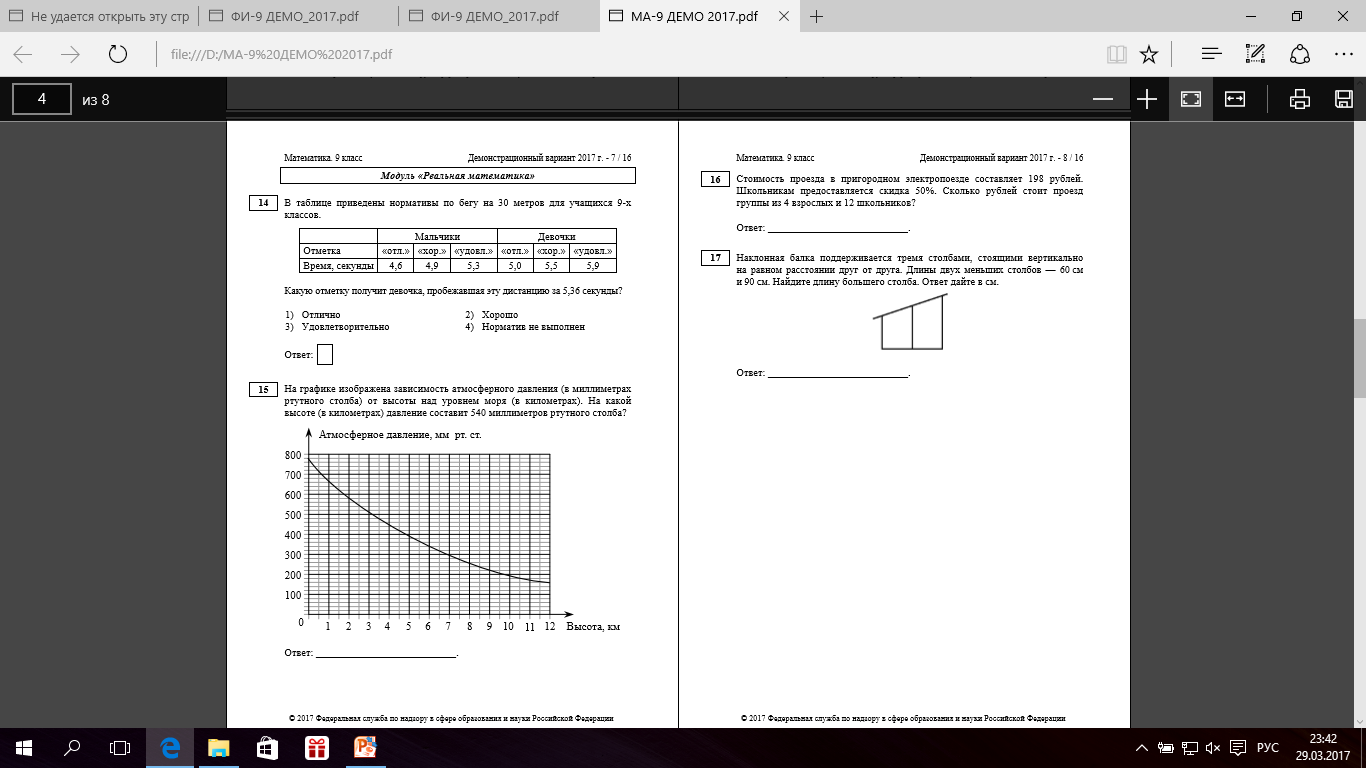 Не удается открыть эту стр
ФИ-9 ДЕМО_2017.pdf
ФИ-9 ДЕМО_2017.pdf
МА-9 ДЕМО 2017.pdf
file:///D:/МА-9%20ДЕМО%202017.pdf
4 из 8
Математика. 9 класс Демонстрационный вариант 2017 г. - 7 / 16
Модуль «Реальная математика»
14 В таблице приведены нормативы по бегу на 30 метров для учащихся 9-х
классов.
Мальчики Девочки
Отметка «отл.» «хор.» «удовл.» «отл.» «хор.» «удовл.»
Время, секунды 4,6 4,9 5,3 5,0 5,5 5,9
Какую отметку получит девочка, пробежавшая эту дистанцию за 5,36 секунды?
1) Отлично 2) Хорошо
3) Удовлетворительно 4) Норматив не выполнен
Ответ:
15 На графике изображена зависимость атмосферного давления (в миллиметрах
ртутного столба) от высоты над уровнем моря (в километрах). На какой
высоте (в километрах) давление составит 540 миллиметров ртутного столба?
Атмосферное давление, мм рт. ст.
800
700
600
500
400
300
200
100
0
1 2 3 4 5 6 7 8 9 10 11 12 Высота, км
Ответ: ____________________________.
© 2017 Федеральная служба по надзору в сфере образования и науки Российской Федерации
Математика. 9 класс Демонстрационный вариант 2017 г. - 8 / 16
16 Стоимость проезда в пригородном электропоезде составляет 198 рублей.
Школьникам предоставляется скидка 50%. Сколько рублей стоит проезд
группы из 4 взрослых и 12 школьников?
Ответ: ____________________________.
17 Наклонная балка поддерживается тремя столбами, стоящими вертикально
на равном расстоянии друг от друга. Длины двух меньших столбов — 60 см
и 90 см. Найдите длину большего столба. Ответ дайте в см.
Ответ: ____________________________.
© 2017 Федеральная служба по надзору в сфере образования и науки Российской Федерации
РУС
23:42
29.03.2017